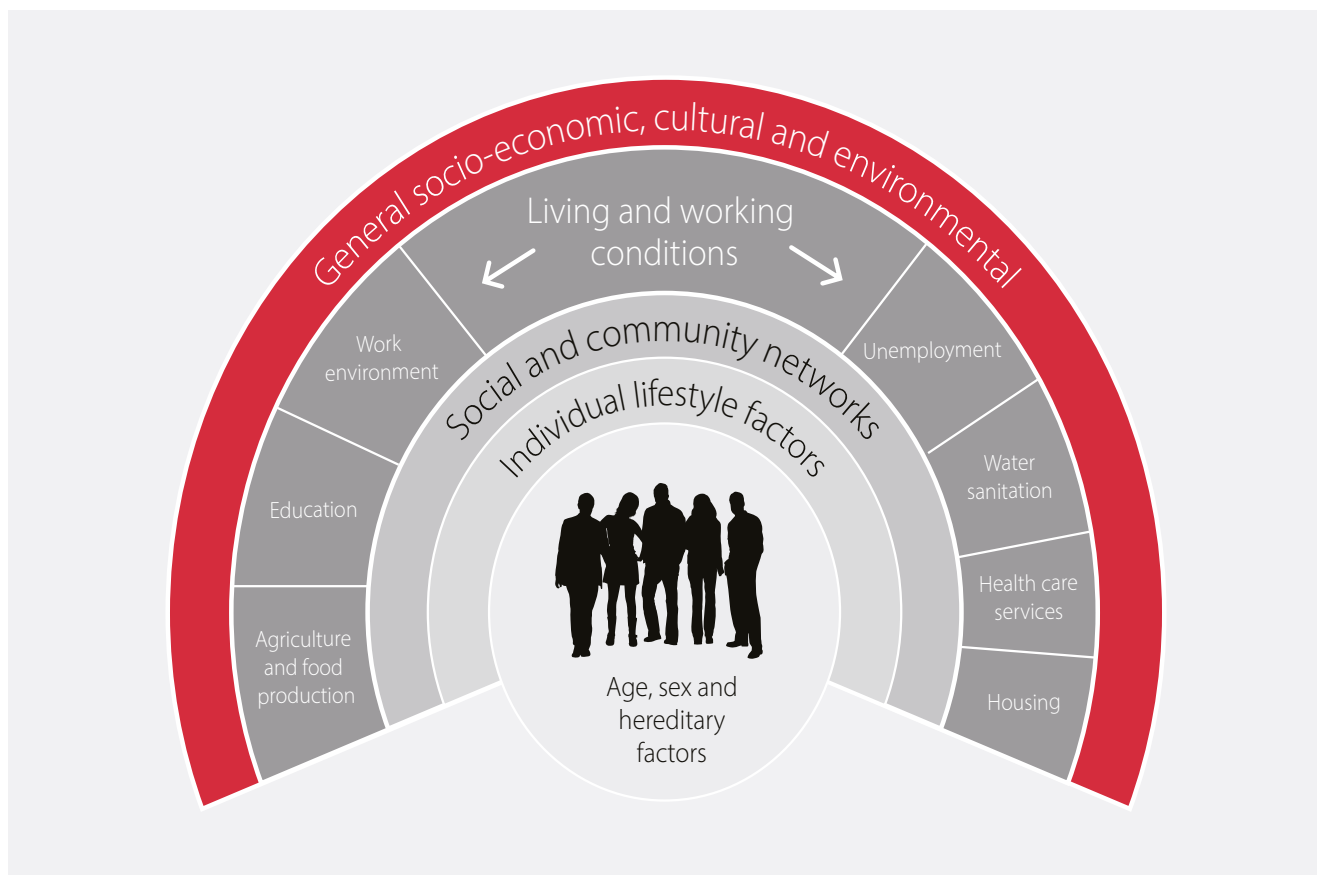 General socio-economic, cultural and environmental
Living and working
conditions
Work
environment
Education
Agriculture
and food
production
Unemployment
Water
sanitation
Health care
services
Housing
Social and community networks
Individual lifestyle factors
Age, sex and
hereditary
factors